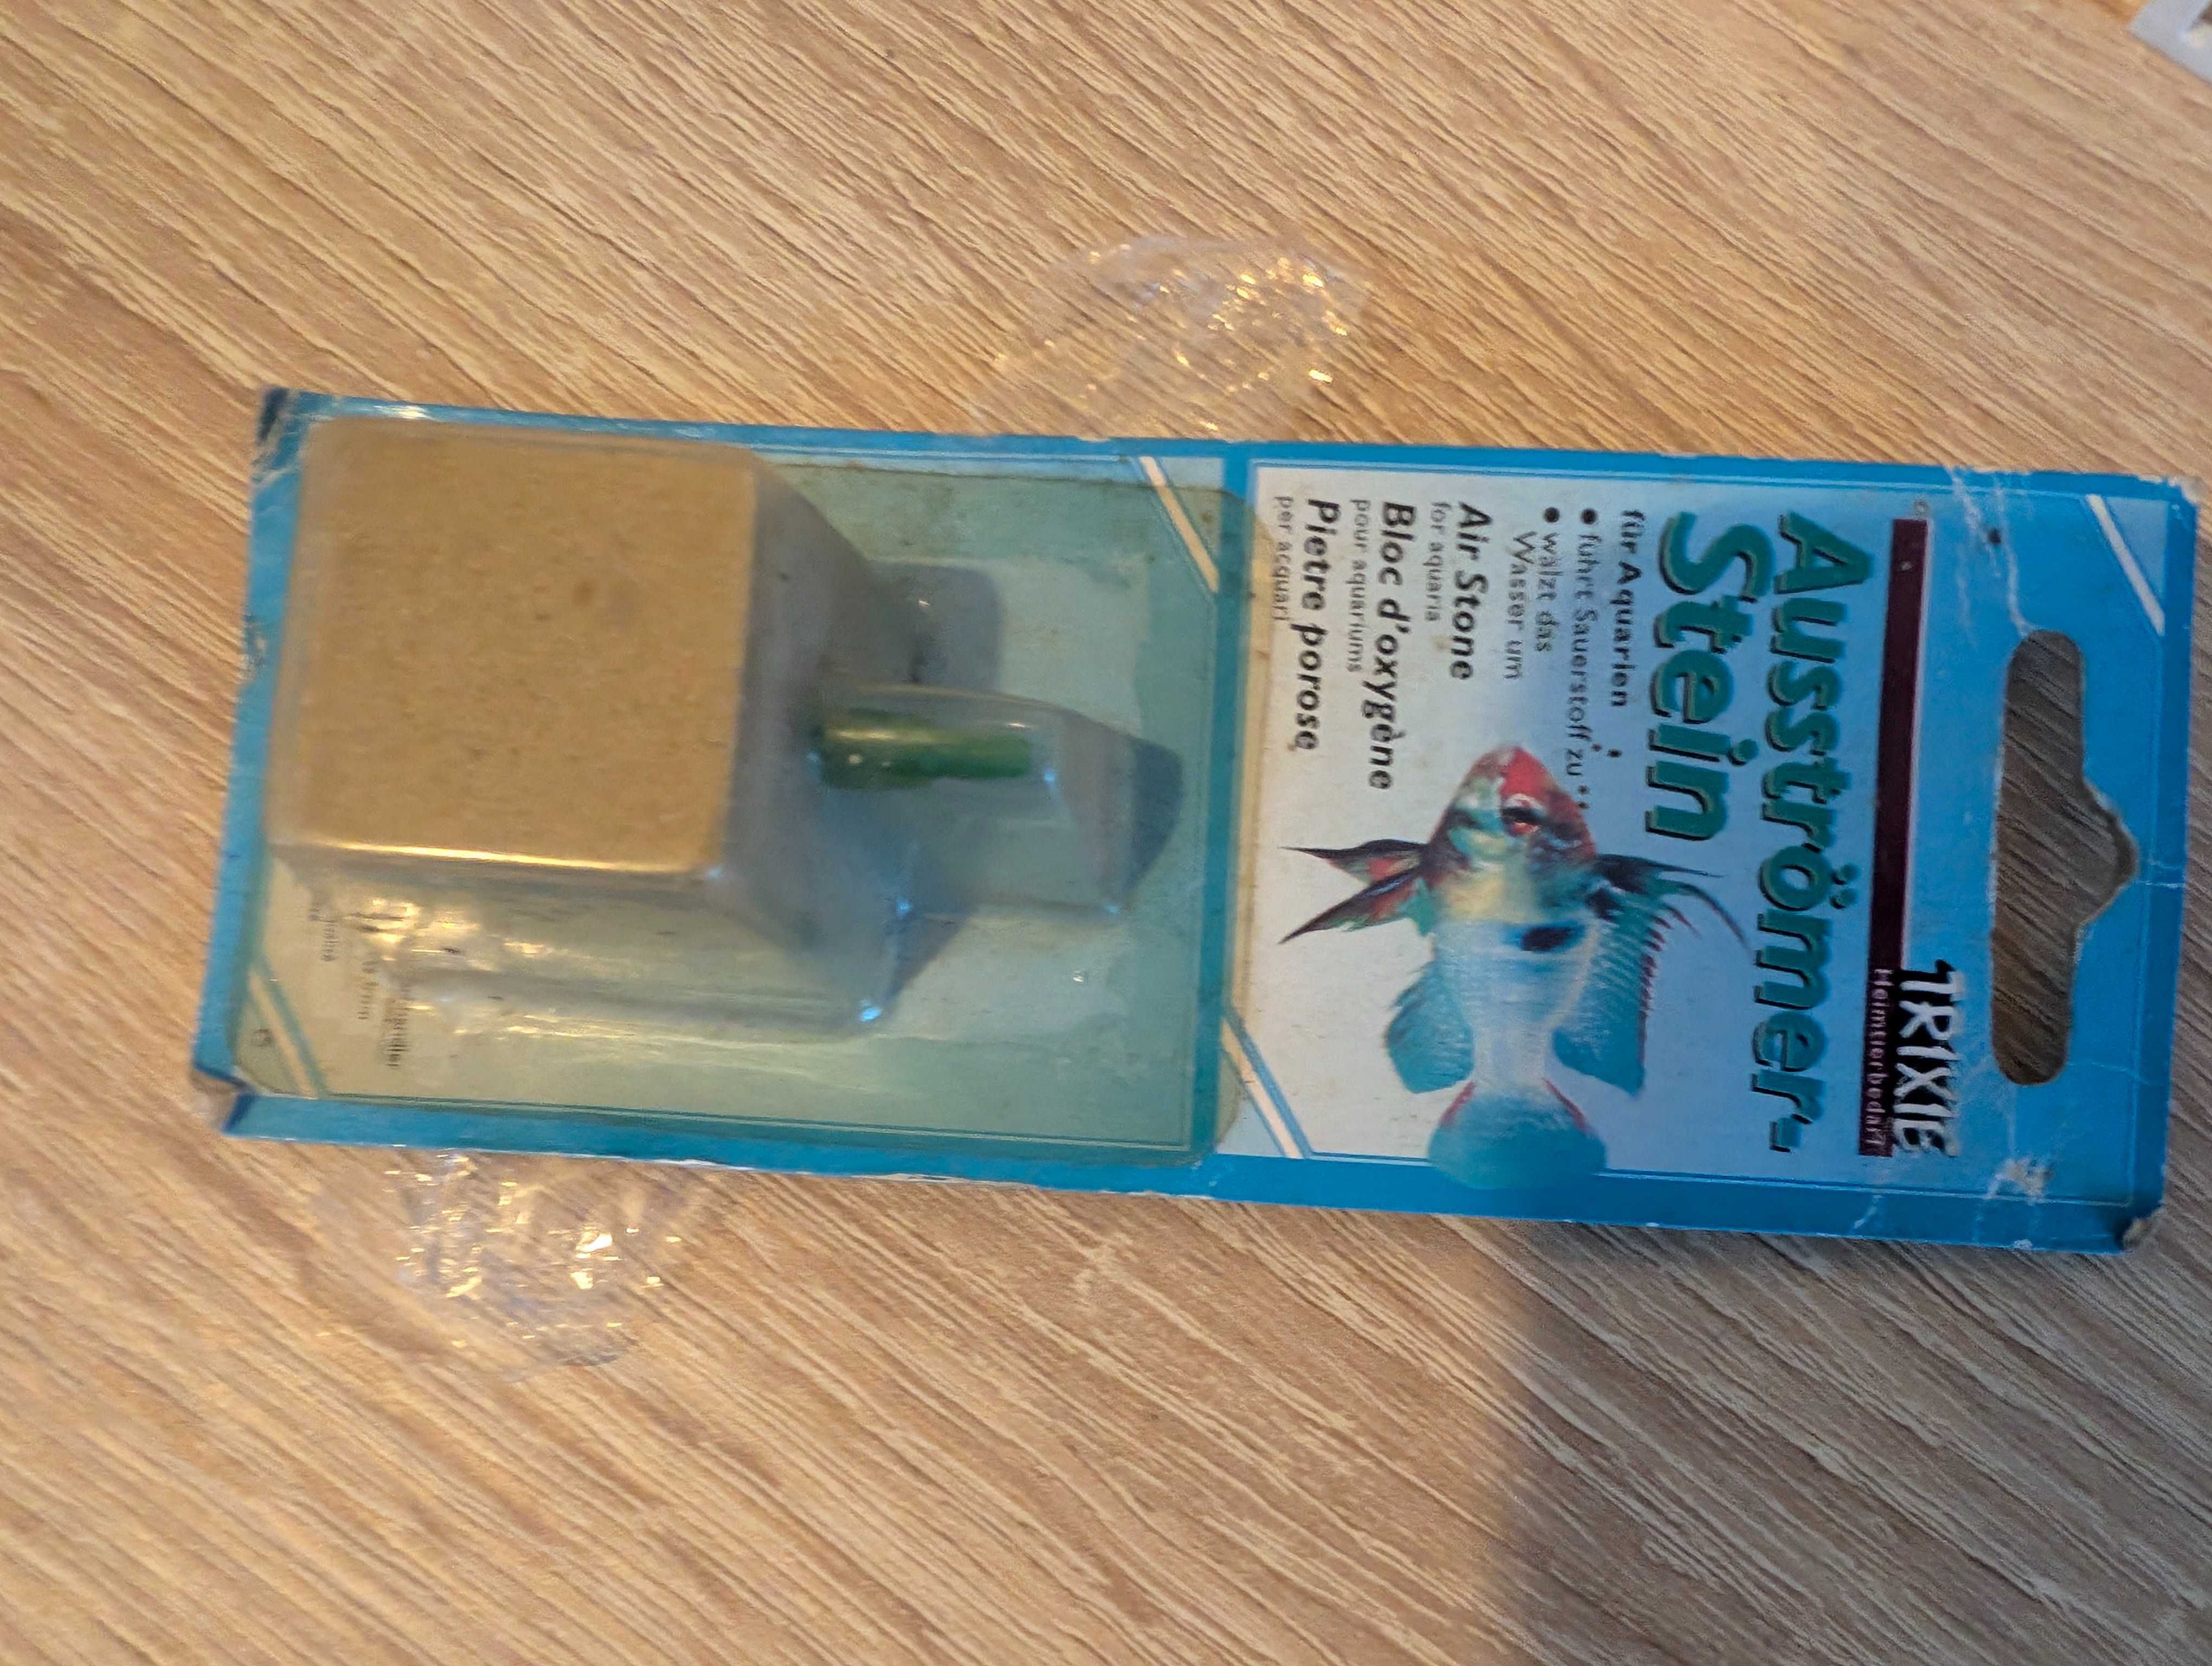 TRIXIE
Heimtierbedarf
Ausströmer-
Stein
für Aquarien
• führt Sauerstoff zu
• wälzt das
Wasser um
Air Stone
for aquaria
Bloc d'oxygène
pour aquariums
Pietre porose
per acquari